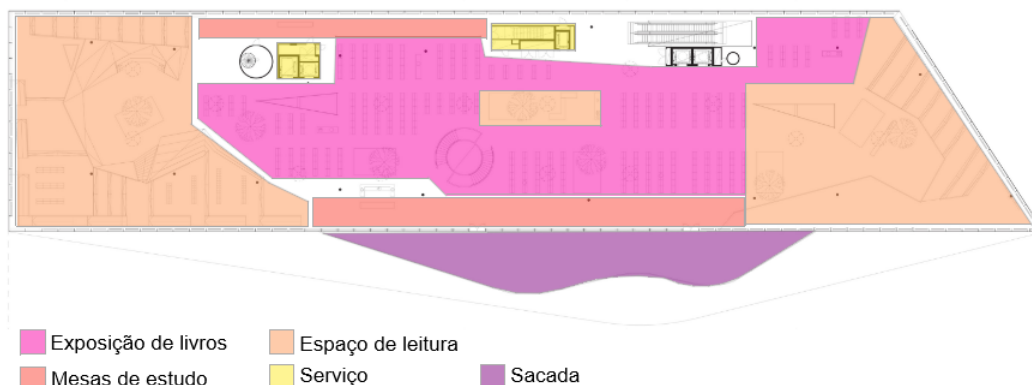 Exposição de livros
Espaço de leitura
Mesas de estudo
Serviço
Sacada